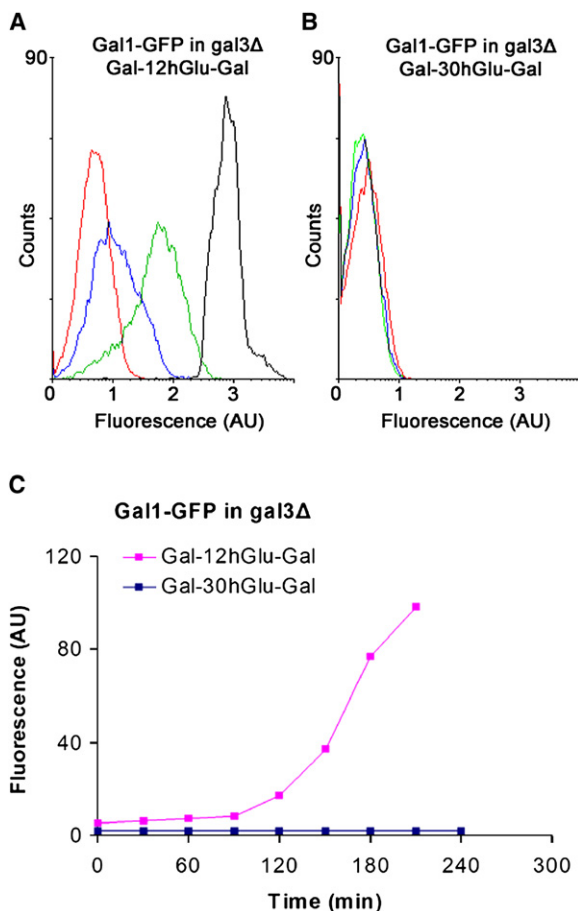 A
Gal1-GFP in gal3Δ
Gal-12hGlu-Gal
90
Counts
0 1 2 3
Fluorescence (AU)
B
Gal1-GFP in gal3Δ
Gal-30hGlu-Gal
90
Counts
0 1 2 3
Fluorescence (AU)
C
Gal1-GFP in gal3Δ
Gal-12hGlu-Gal
Gal-30hGlu-Gal
120
80
40
0
Fluorescence (AU)
0 60 120 180 240 300
Time (min)